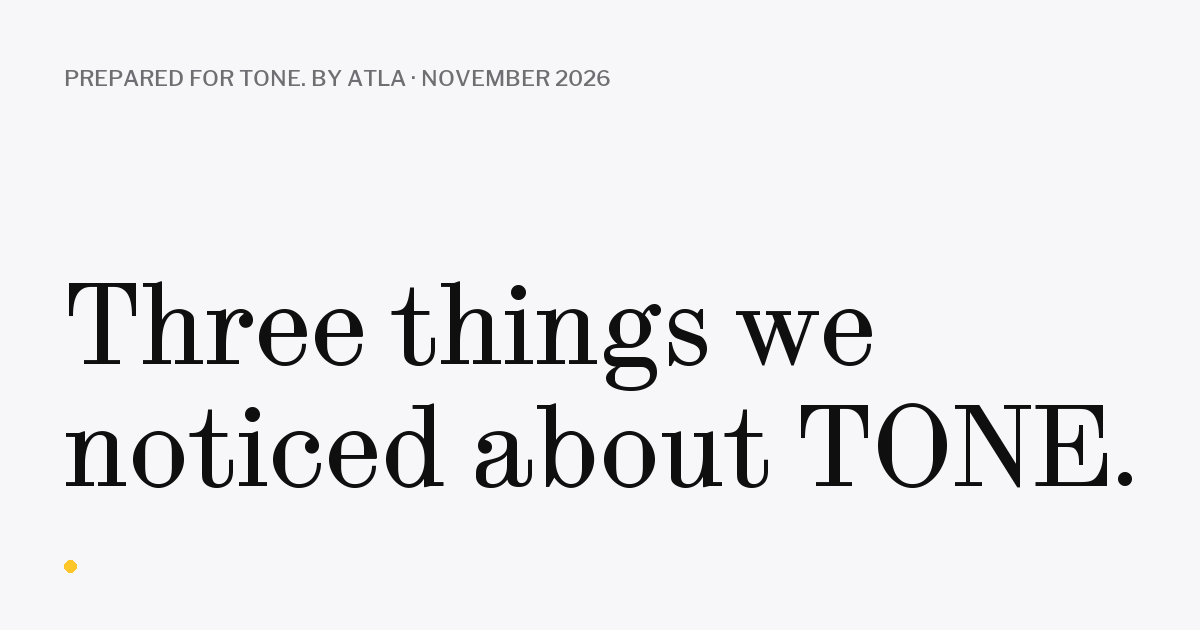 PREPARED FOR TONE. BY ATLA · NOVEMBER 2026
Three things we
noticed about TONE.